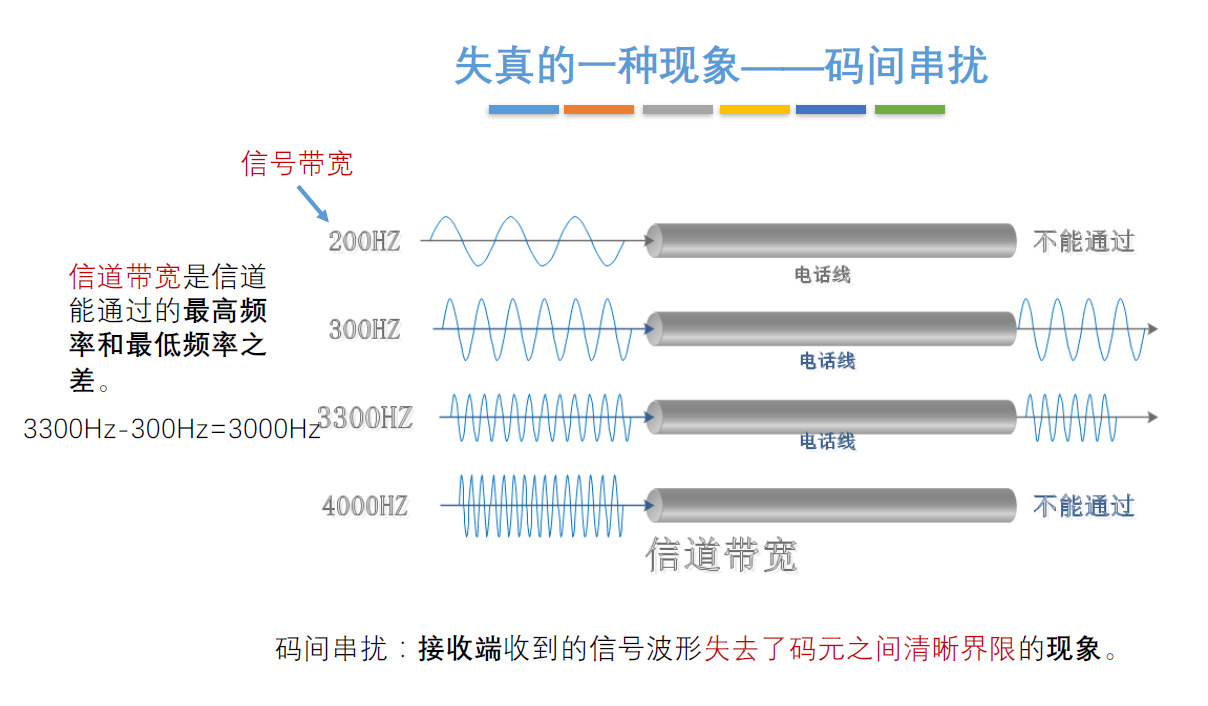 失真的一种现象——码间串扰
信号带宽
200HZ
不能通过
电话线
信道带宽是信道
能通过的最高频
率和最低频率之
差。
300HZ
电话线
3300Hz-300Hz=3000Hz
3300HZ
电话线
4000HZ
不能通过
信道带宽
码间串扰：接收端收到的信号波形失去了码元之间清晰界限的现象。